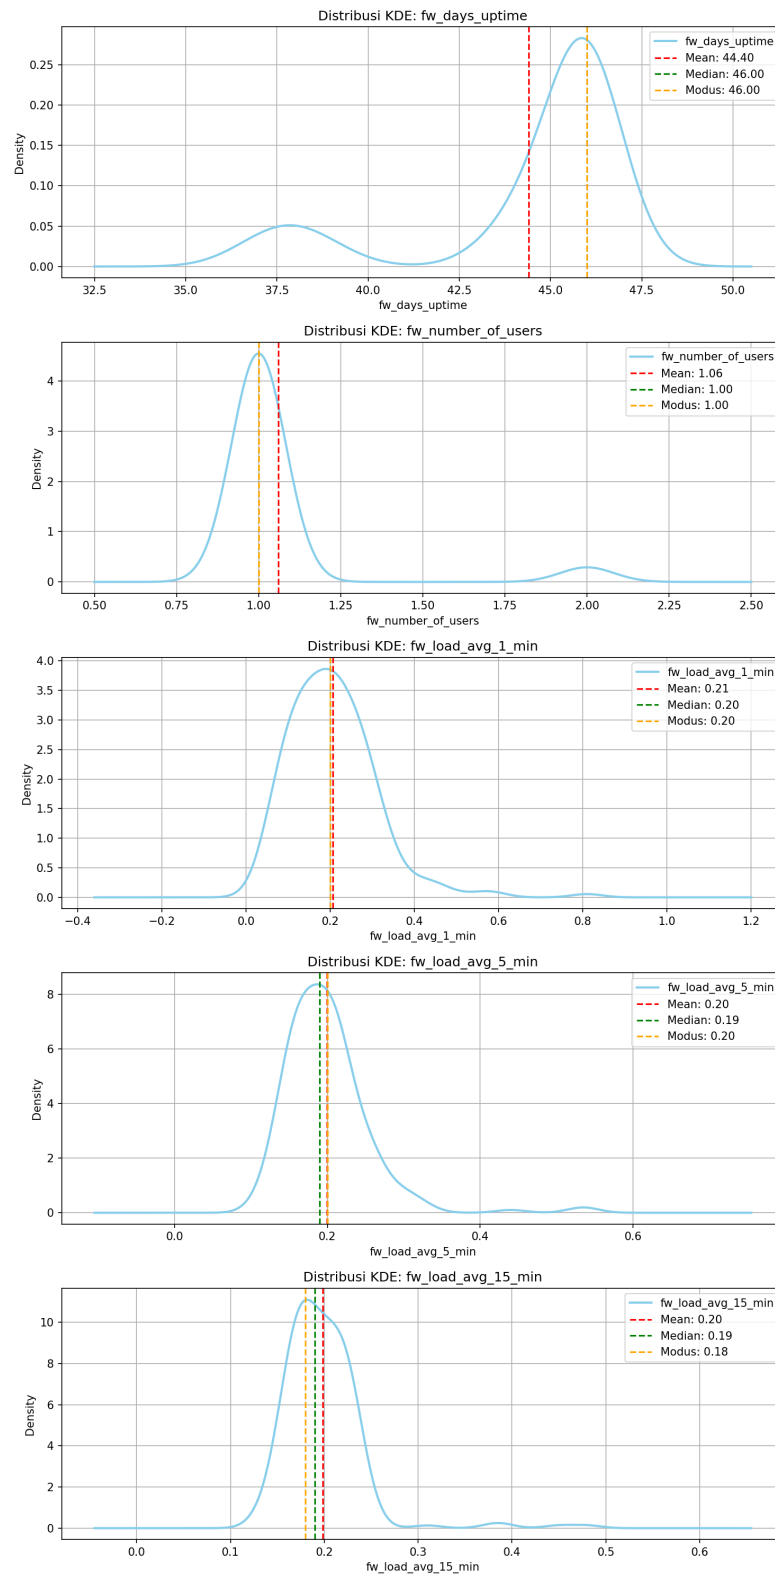 Distribusi KDE: fw_days_uptime
fw_days_uptime
Mean: 44.40
Median: 46.00
Modus: 46.00
0.25
0.20
0.15
0.10
0.05
0.00
Density
32.5 35.0 37.5 40.0 42.5 45.0 47.5 50.0
fw_days_uptime
Distribusi KDE: fw_number_of_users
fw_number_of_users
Mean: 1.06
Median: 1.00
Modus: 1.00
4
3
2
1
0
Density
0.50 0.75 1.00 1.25 1.50 1.75 2.00 2.25 2.50
fw_number_of_users
Distribusi KDE: fw_load_avg_1_min
fw_load_avg_1_min
Mean: 0.21
Median: 0.20
Modus: 0.20
4.0
3.5
3.0
2.5
2.0
1.5
1.0
0.5
0.0
Density
−0.4 −0.2 0.0 0.2 0.4 0.6 0.8 1.0 1.2
fw_load_avg_1_min
Distribusi KDE: fw_load_avg_5_min
fw_load_avg_5_min
Mean: 0.20
Median: 0.19
Modus: 0.20
8
6
4
2
0
Density
0.0 0.2 0.4 0.6
fw_load_avg_5_min
Distribusi KDE: fw_load_avg_15_min
fw_load_avg_15_min
Mean: 0.20
Median: 0.19
Modus: 0.18
10
8
6
4
2
0
Density
0.0 0.1 0.2 0.3 0.4 0.5 0.6
fw_load_avg_15_min